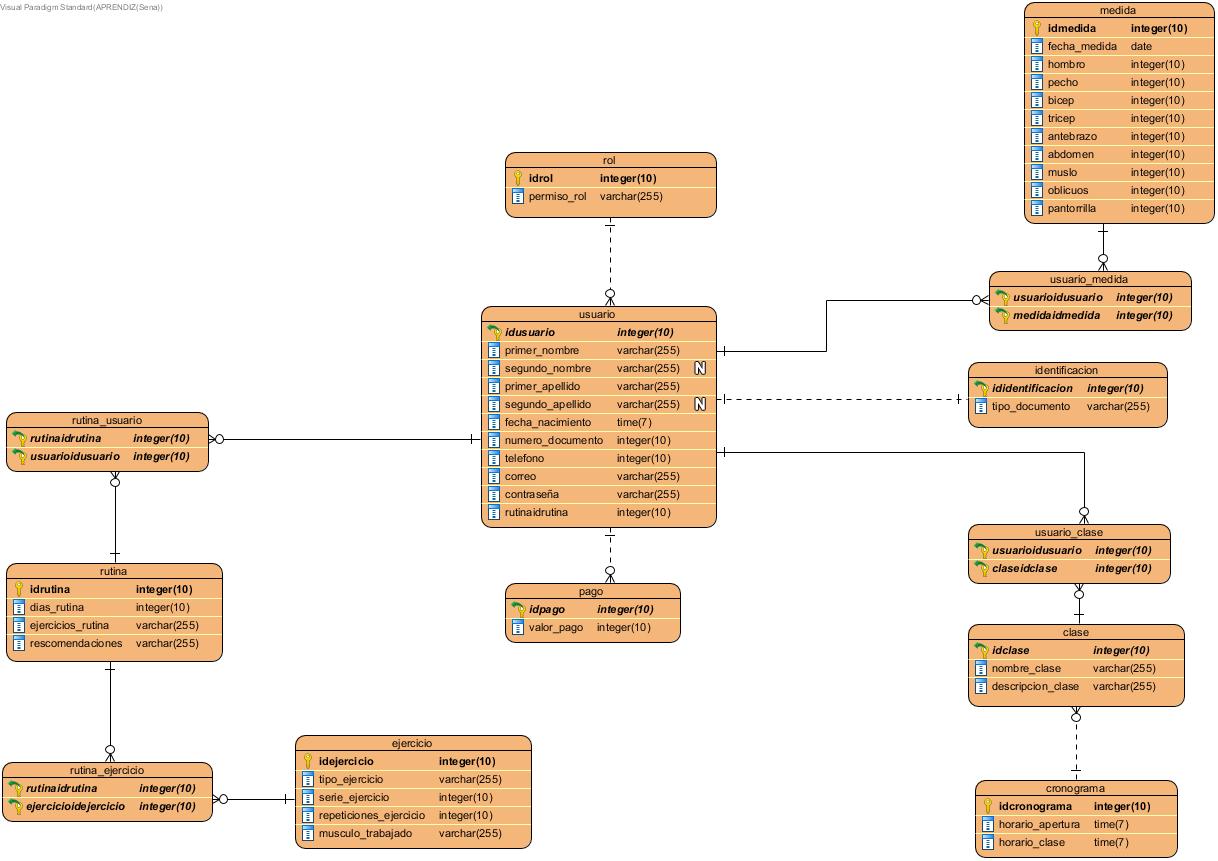 Visual Paradigm Standard(APRENDIZ(Sena))
medida
idmedida integer(10)
fecha_medida date
hombro integer(10)
pecho integer(10)
bicep integer(10)
tricep integer(10)
antebrazo integer(10)
abdomen integer(10)
muslo integer(10)
oblicuos integer(10)
pantorrilla integer(10)
rol
idrol integer(10)
permiso_rol varchar(255)
usuario_medida
usuarioidusuario integer(10)
medidaidmedida integer(10)
usuario
idusuario integer(10)
primer_nombre varchar(255)
segundo_nombre varchar(255) N
primer_apellido varchar(255)
segundo_apellido varchar(255) N
fecha_nacimiento time(7)
numero_documento integer(10)
telefono integer(10)
correo varchar(255)
contraseña varchar(255)
rutinaidrutina integer(10)
identificacion
ididentificacion integer(10)
tipo_documento varchar(255)
rutina_usuario
rutinaidrutina integer(10)
usuarioidusuario integer(10)
usuario_clase
usuarioidusuario integer(10)
claseidclase integer(10)
rutina
idrutina integer(10)
dias_rutina integer(10)
ejercicios_rutina varchar(255)
rescomendaciones varchar(255)
pago
idpago integer(10)
valor_pago integer(10)
clase
idclase integer(10)
nombre_clase varchar(255)
descripcion_clase varchar(255)
rutina_ejercicio
rutinaidrutina integer(10)
ejercicioidejercicio integer(10)
ejercicio
idejercicio integer(10)
tipo_ejercicio varchar(255)
serie_ejercicio integer(10)
repeticiones_ejercicio integer(10)
musculo_trabajado varchar(255)
cronograma
idcronograma integer(10)
horario_apertura time(7)
horario_clase time(7)